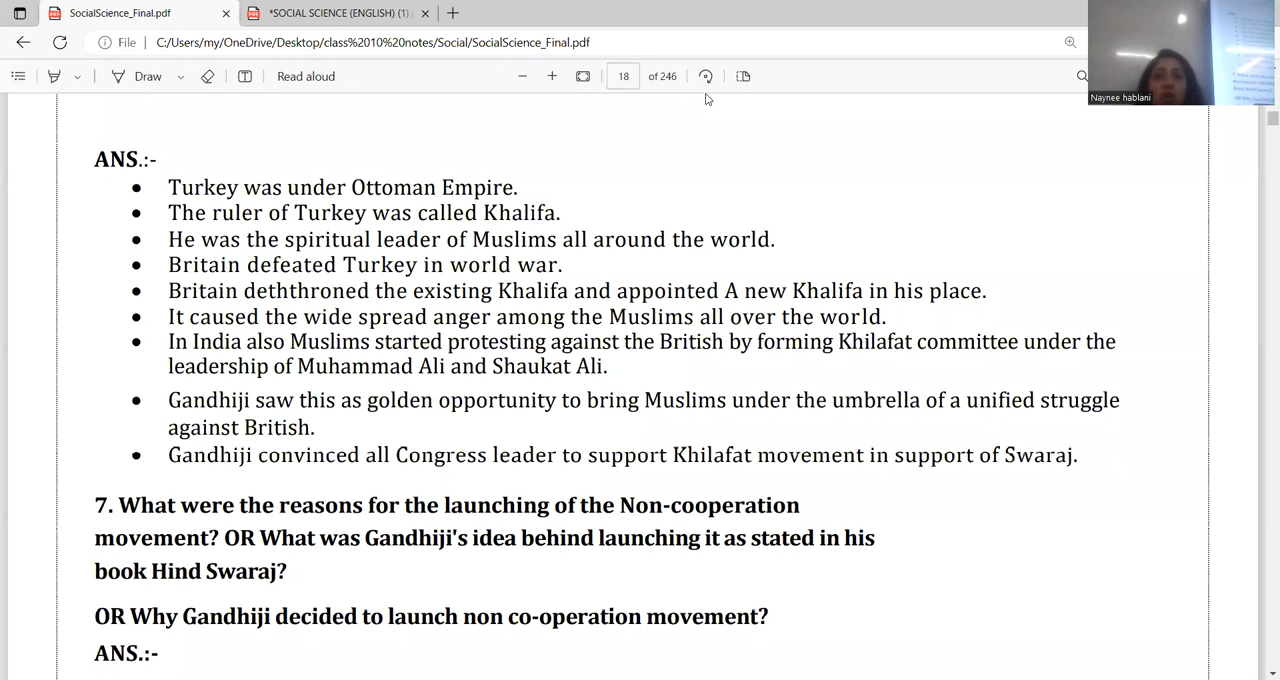 SocialScience_Final.pdf
*SOCIAL SCIENCE (ENGLISH) (1).
File C:/Users/my/OneDrive/Desktop/class%2010%20notes/Social/SocialScience_Final.pdf
Draw Read aloud 18 of 246
Naynee hablani
ANS.:-
• Turkey was under Ottoman Empire.
• The ruler of Turkey was called Khalifa.
• He was the spiritual leader of Muslims all around the world.
• Britain defeated Turkey in world war.
• Britain deththroned the existing Khalifa and appointed A new Khalifa in his place.
• It caused the wide spread anger among the Muslims all over the world.
• In India also Muslims started protesting against the British by forming Khilafat committee under the
leadership of Muhammad Ali and Shaukat Ali.
• Gandhiji saw this as golden opportunity to bring Muslims under the umbrella of a unified struggle
against British.
• Gandhiji convinced all Congress leader to support Khilafat movement in support of Swaraj.
7. What were the reasons for the launching of the Non-cooperation
movement? OR What was Gandhiji's idea behind launching it as stated in his
book Hind Swaraj?
OR Why Gandhiji decided to launch non co-operation movement?
ANS.:-